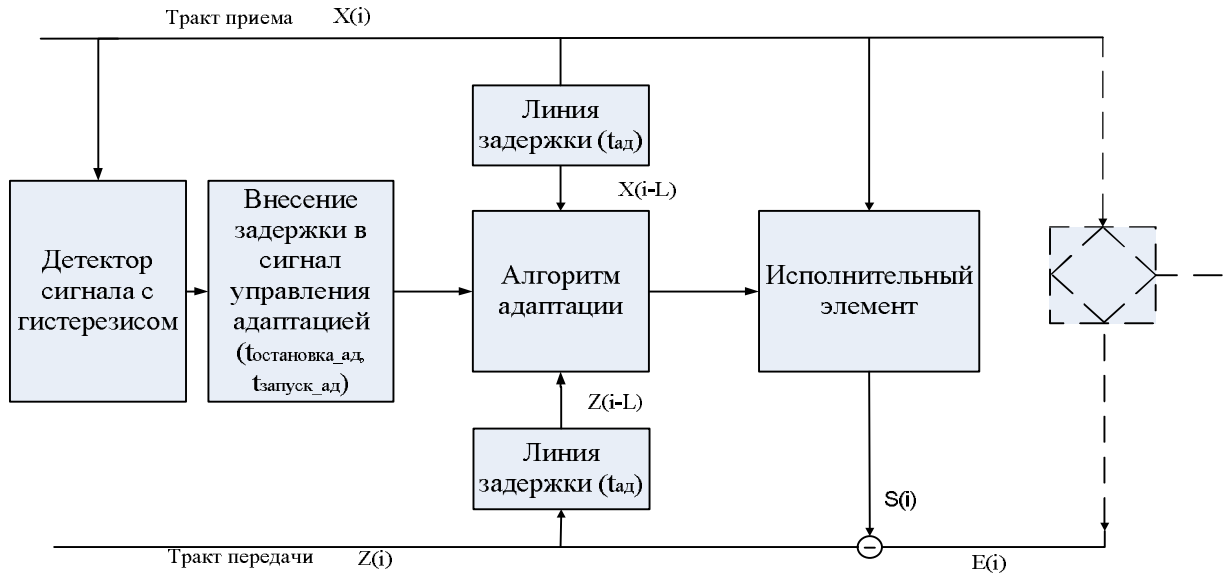 Тракт приема X(i)
Линия
задержки (tад)
X(i-L)
Детектор
сигнала с
гистерезисом
Внесение
задержки в
сигнал
управления
адаптацией
(tостановка_ад,
tзапуск_ад)
Алгоритм
адаптации
Исполнительный
элемент
Z(i-L)
Линия
задержки (tад)
S(i)
Тракт передачи Z(i)
E(i)